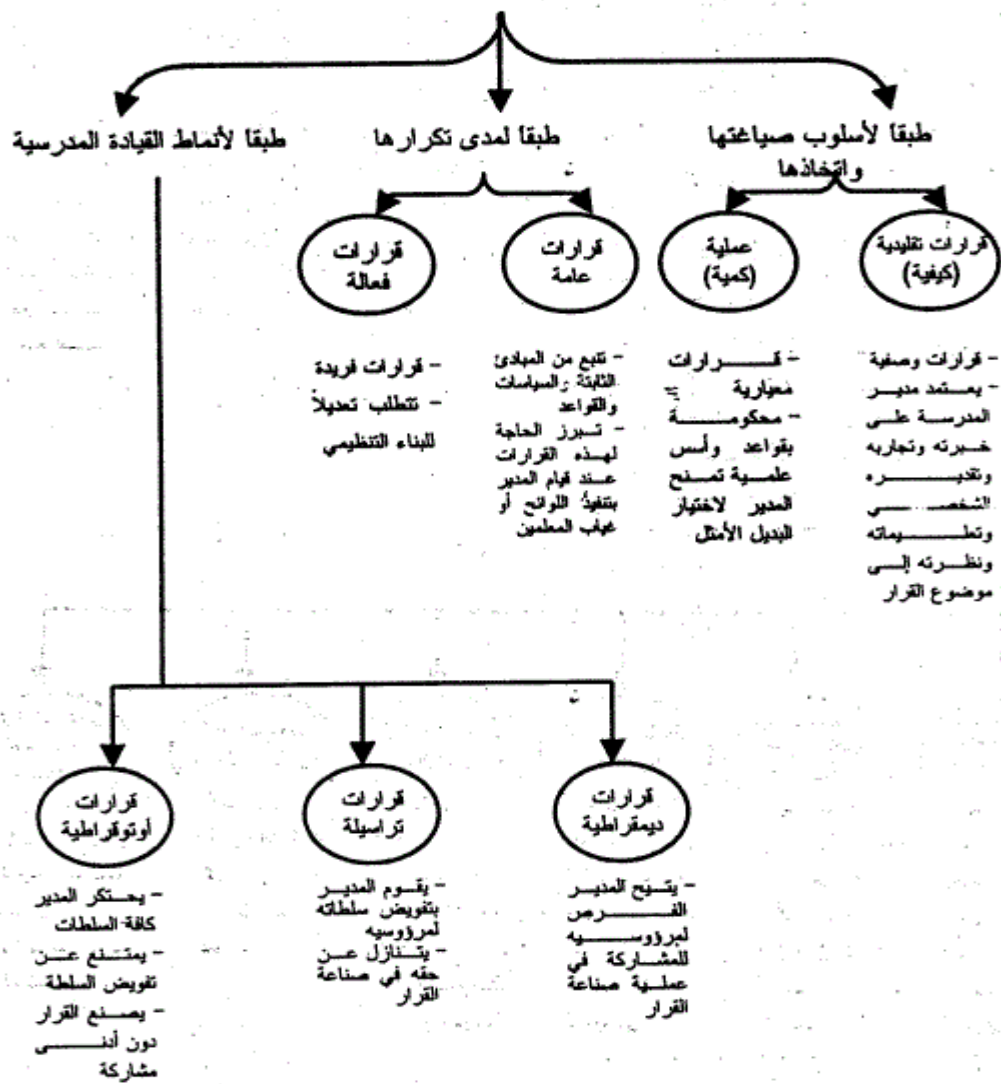 طبقا لأسلوب صياغتها
واتخاذها
طبقا لمدى تكرارها
طبقا لأنماط القيادة المدرسية
قرارات تقليدية
(كيفية)
عملية
(كمية)
قرارات
عامة
قرارات
فعالة
– قرارات وصفية
– يعتمد مدير
المدرسة على
خبرته وتجاربه
وتقديره
الشخصي
وتعليماته
ونظرته إلى
موضوع القرار
– قرارات
معيارية
– محكومة
بقواعد وأسس
علمية تمنح
المدير لاختيار
البديل الأمثل
– تتبع من المبادئ
الثابتة والسياسات
والقواعد
– تبرز الحاجة
لهذه القرارات
عند قيام المدير
بتنفيذ اللوائح أو
غياب المعلمين
– قرارات فريدة
– تتطلب تعديلاً
للبناء التنظيمي
قرارات
ديمقراطية
قرارات
تراسيلة
قرارات
أوتوقراطية
– يتيح المدير
الفرص
لمرؤوسيه
للمشاركة في
عملية صناعة
القرار
– يقوم المدير
بتفويض سلطاته
لمرؤوسيه
– يتنازل عن
حقه في صناعة
القرار
– يحتكر المدير
كافة السلطات
– يمتنع عن
تفويض السلطة
– يصنع القرار
دون أدنى
مشاركة